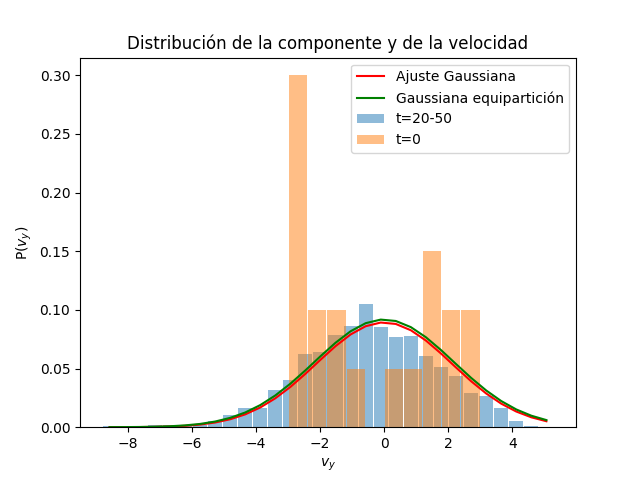 Distribución de la componente y de la velocidad
Ajuste Gaussiana
Gaussiana equipartición
t=20-50
t=0
P(v_y)
0.30
0.25
0.20
0.15
0.10
0.05
0.00
−8 −6 −4 −2 0 2 4
v_y